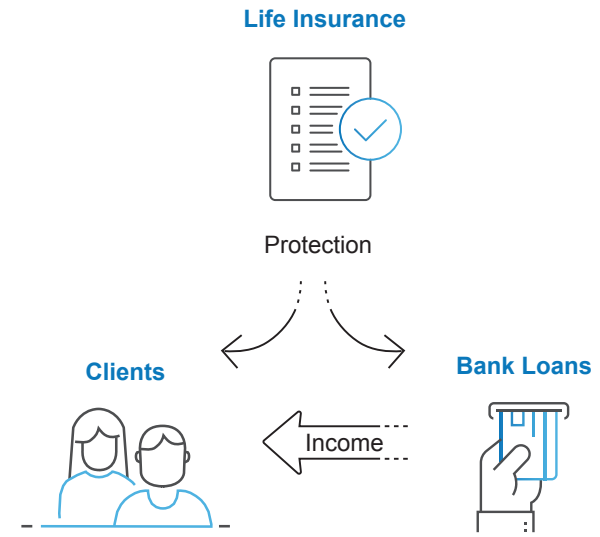 Life Insurance
Protection
Clients
Bank Loans
Income